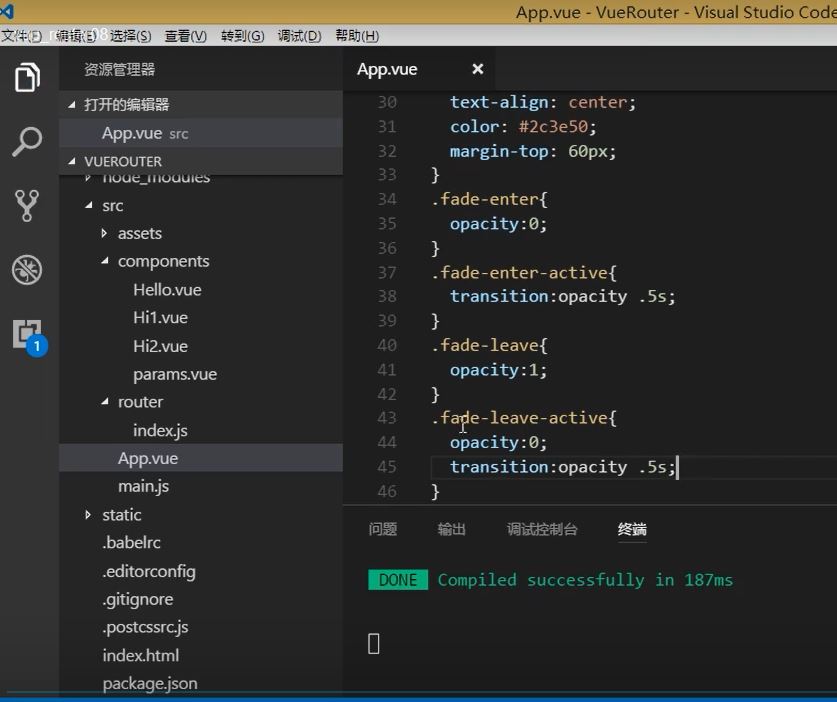 App.vue - VueRouter - Visual Studio Code
文件(F) 编辑(E) 选择(S) 查看(V) 转到(G) 调试(D) 帮助(H)
资源管理器
打开的编辑器
App.vue src
VUEROUTER
node_modules
src
assets
components
Hello.vue
Hi1.vue
Hi2.vue
params.vue
router
index.js
App.vue
main.js
static
.babelrc
.editorconfig
.gitignore
.postcssrc.js
index.html
package.json
1
App.vue
30 text-align: center;
31 color: #2c3e50;
32 margin-top: 60px;
33 }
34 .fade-enter{
35 opacity:0;
36 }
37 .fade-enter-active{
38 transition:opacity .5s;
39 }
40 .fade-leave{
41 opacity:1;
42 }
43 .fade-leave-active{
44 opacity:0;
45 transition:opacity .5s;
46 }
问题 输出 调试控制台 终端
DONE Compiled successfully in 187ms